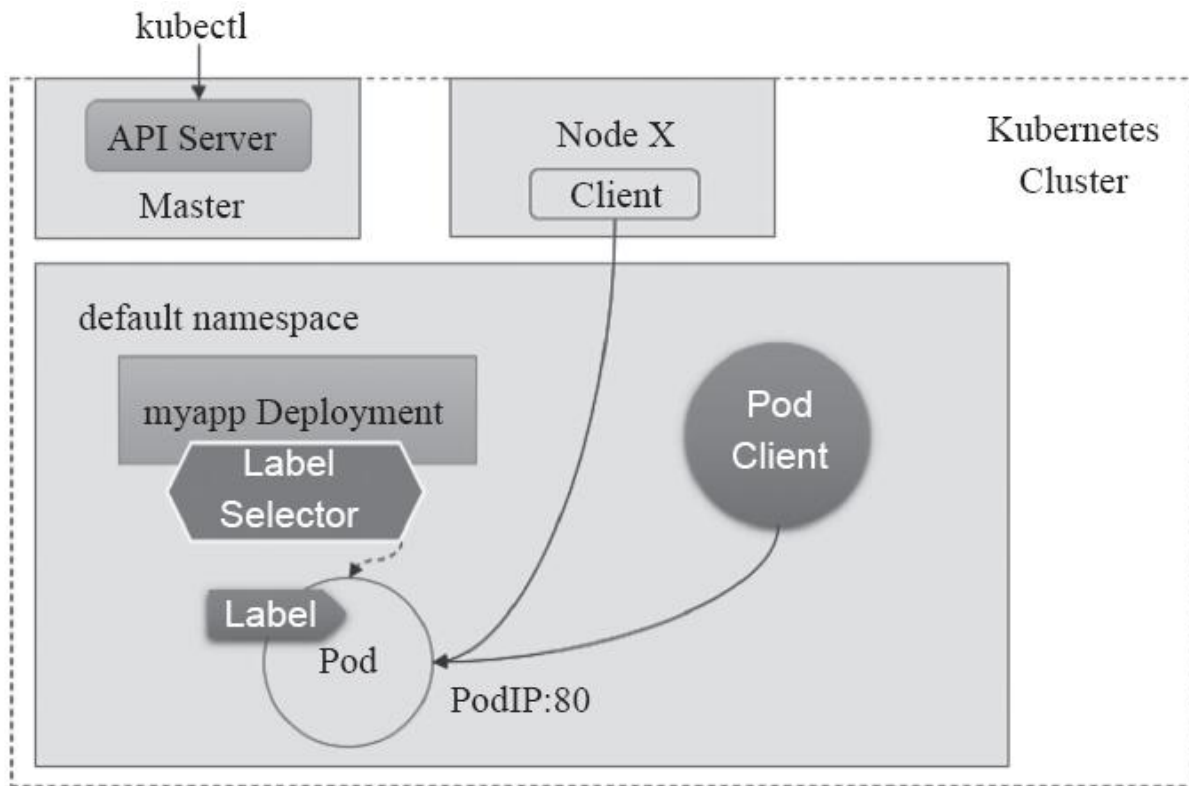 kubectl
API Server
Master
Node X
Client
Kubernetes
Cluster
default namespace
myapp Deployment
Label
Selector
Pod
Client
Label
Pod
PodIP:80